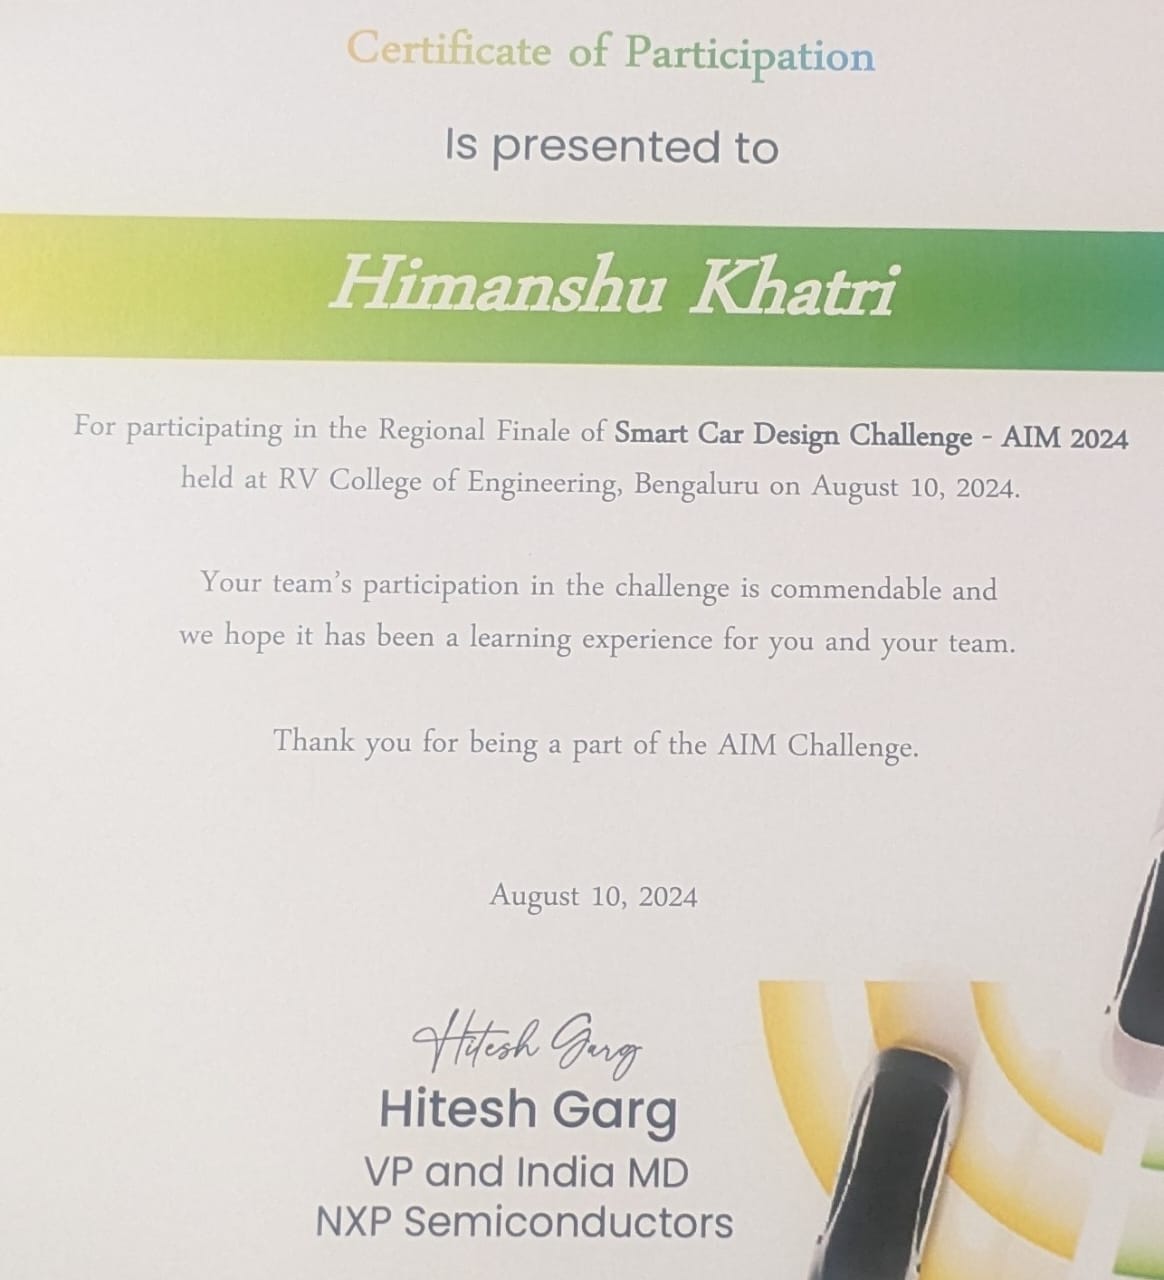 Certificate of Participation
Is presented to
Himanshu Khatri
For participating in the Regional Finale of Smart Car Design Challenge - AIM 2024
held at RV College of Engineering, Bengaluru on August 10, 2024.
Your team's participation in the challenge is commendable and
we hope it has been a learning experience for you and your team.
Thank you for being a part of the AIM Challenge.
August 10, 2024
Hitesh Garg
Hitesh Garg
VP and India MD
NXP Semiconductors